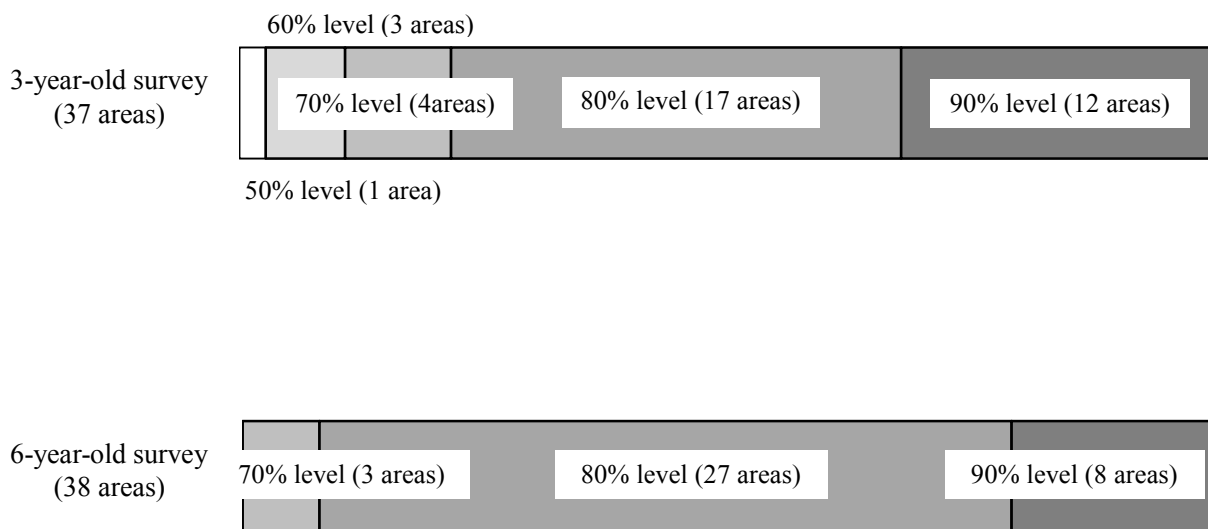 60% level (3 areas)
3-year-old survey
(37 areas)
70% level (4areas)
80% level (17 areas)
90% level (12 areas)
50% level (1 area)
6-year-old survey
(38 areas)
70% level (3 areas)
80% level (27 areas)
90% level (8 areas)